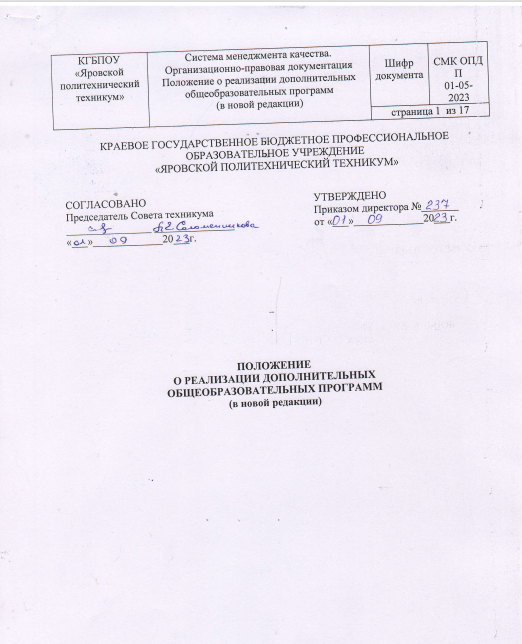 КГБПОУ
«Яровской
политехнический
техникум»
Система менеджмента качества.
Организационно-правовая документация
Положение о реализации дополнительных
общеобразовательных программ
(в новой редакции)
Шифр
документа
СМК ОПД
П
01-05-
2023
страница 1 из 17
КРАЕВОЕ ГОСУДАРСТВЕННОЕ БЮДЖЕТНОЕ ПРОФЕССИОНАЛЬНОЕ
ОБРАЗОВАТЕЛЬНОЕ УЧРЕЖДЕНИЕ
«ЯРОВСКОЙ ПОЛИТЕХНИЧЕСКИЙ ТЕХНИКУМ»
СОГЛАСОВАНО
Председатель Совета техникума
«01» 09 2023г.
УТВЕРЖДЕНО
Приказом директора № 237
от «01» 09 2023г.
ПОЛОЖЕНИЕ
О РЕАЛИЗАЦИИ ДОПОЛНИТЕЛЬНЫХ
ОБЩЕОБРАЗОВАТЕЛЬНЫХ ПРОГРАММ
(в новой редакции)